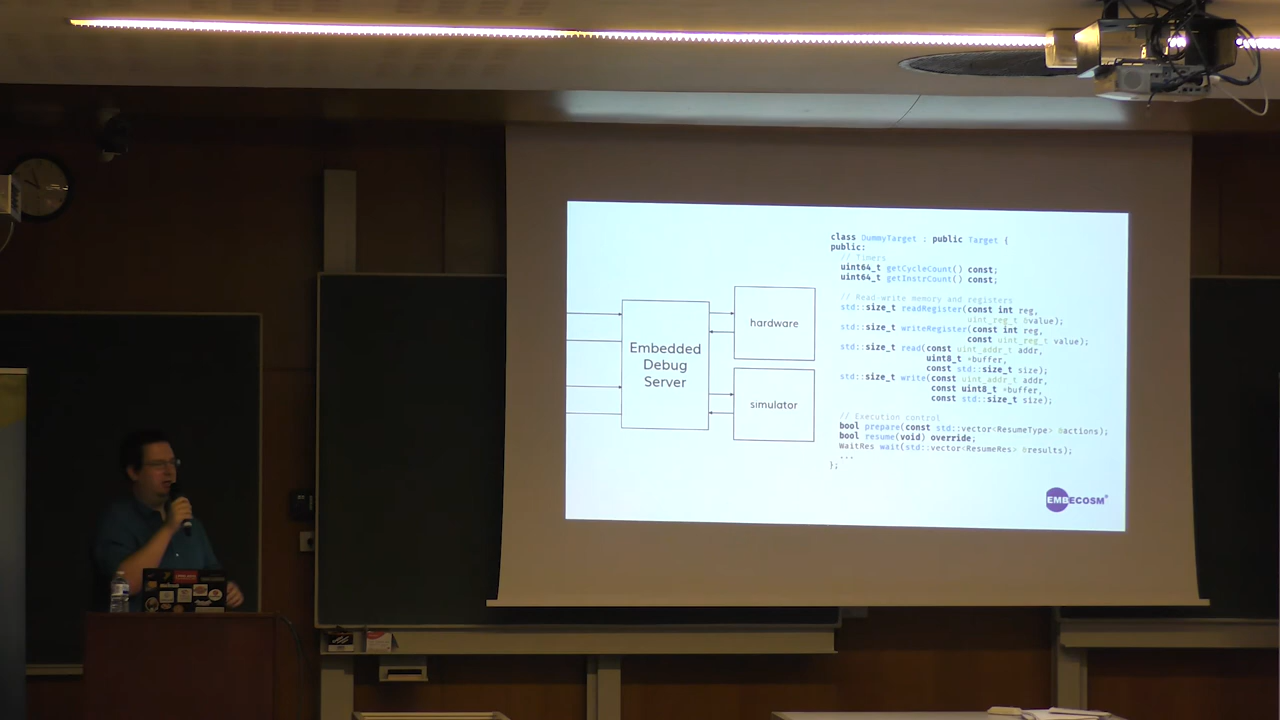 Embedded
Debug
Server
hardware
simulator
class DummyTarget : public Target {
public:
// Timers
uint64_t getCycleCount() const;
uint64_t getInstrCount() const;
// Read/write memory and registers
std::size_t readRegister(const int reg,
uint_reg_t &value);
std::size_t writeRegister(const int reg,
const uint_reg_t value);
std::size_t read(const uint_addr_t addr,
uint8_t *buffer,
const std::size_t size);
std::size_t write(const uint_addr_t addr,
const uint8_t *buffer,
const std::size_t size);
// Execution control
bool prepare(const std::vector<ResumeType> &actions);
bool resume(void) override;
WaitRes wait(std::vector<ResumeRes> &results);
...
};
EMBECOSM®